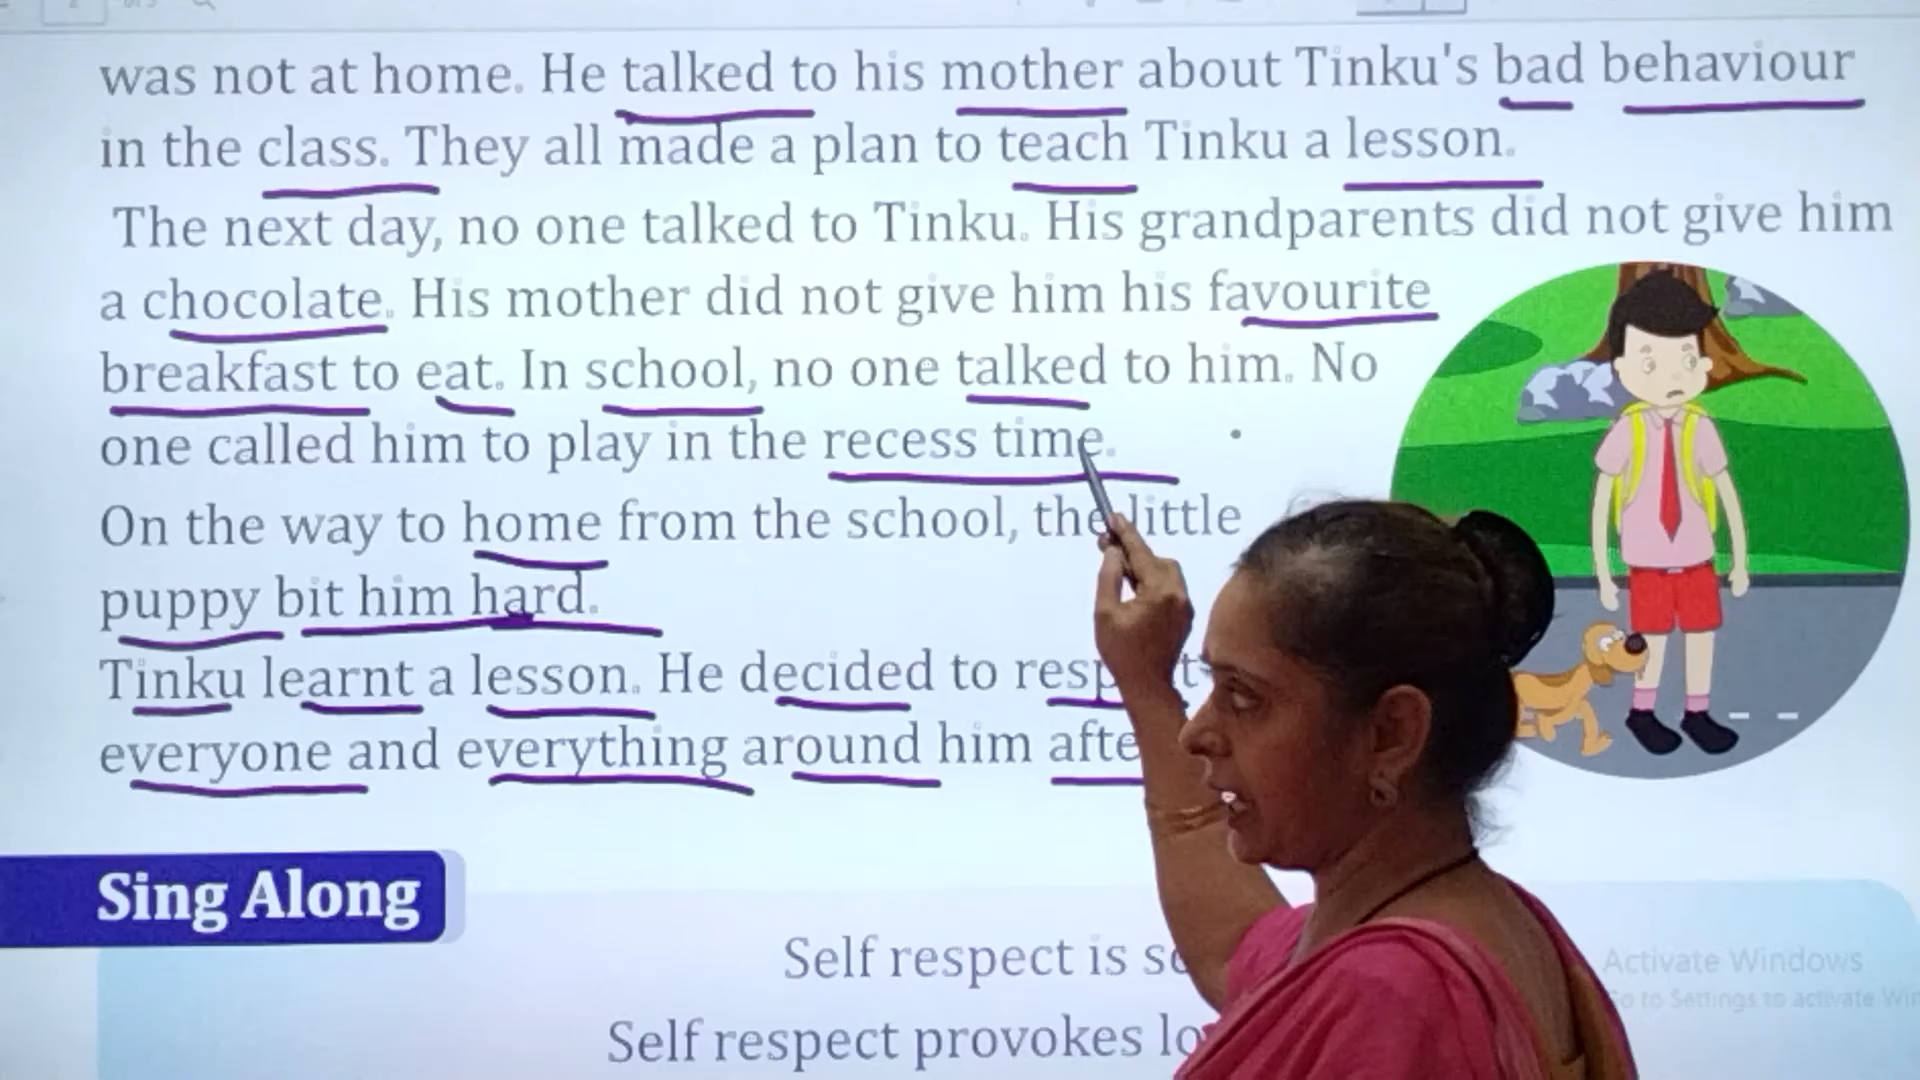 was not at home. He talked to his mother about Tinku's bad behaviour
in the class. They all made a plan to teach Tinku a lesson.
The next day, no one talked to Tinku. His grandparents did not give him
a chocolate. His mother did not give him his favourite
breakfast to eat. In school, no one talked to him. No
one called him to play in the recess time.
On the way to home from the school, the little
puppy bit him hard.
Tinku learnt a lesson. He decided to
everyone and everything around him
Sing Along
Self respect is
Self respect provokes
Activate Windows
Go to Settings to activate